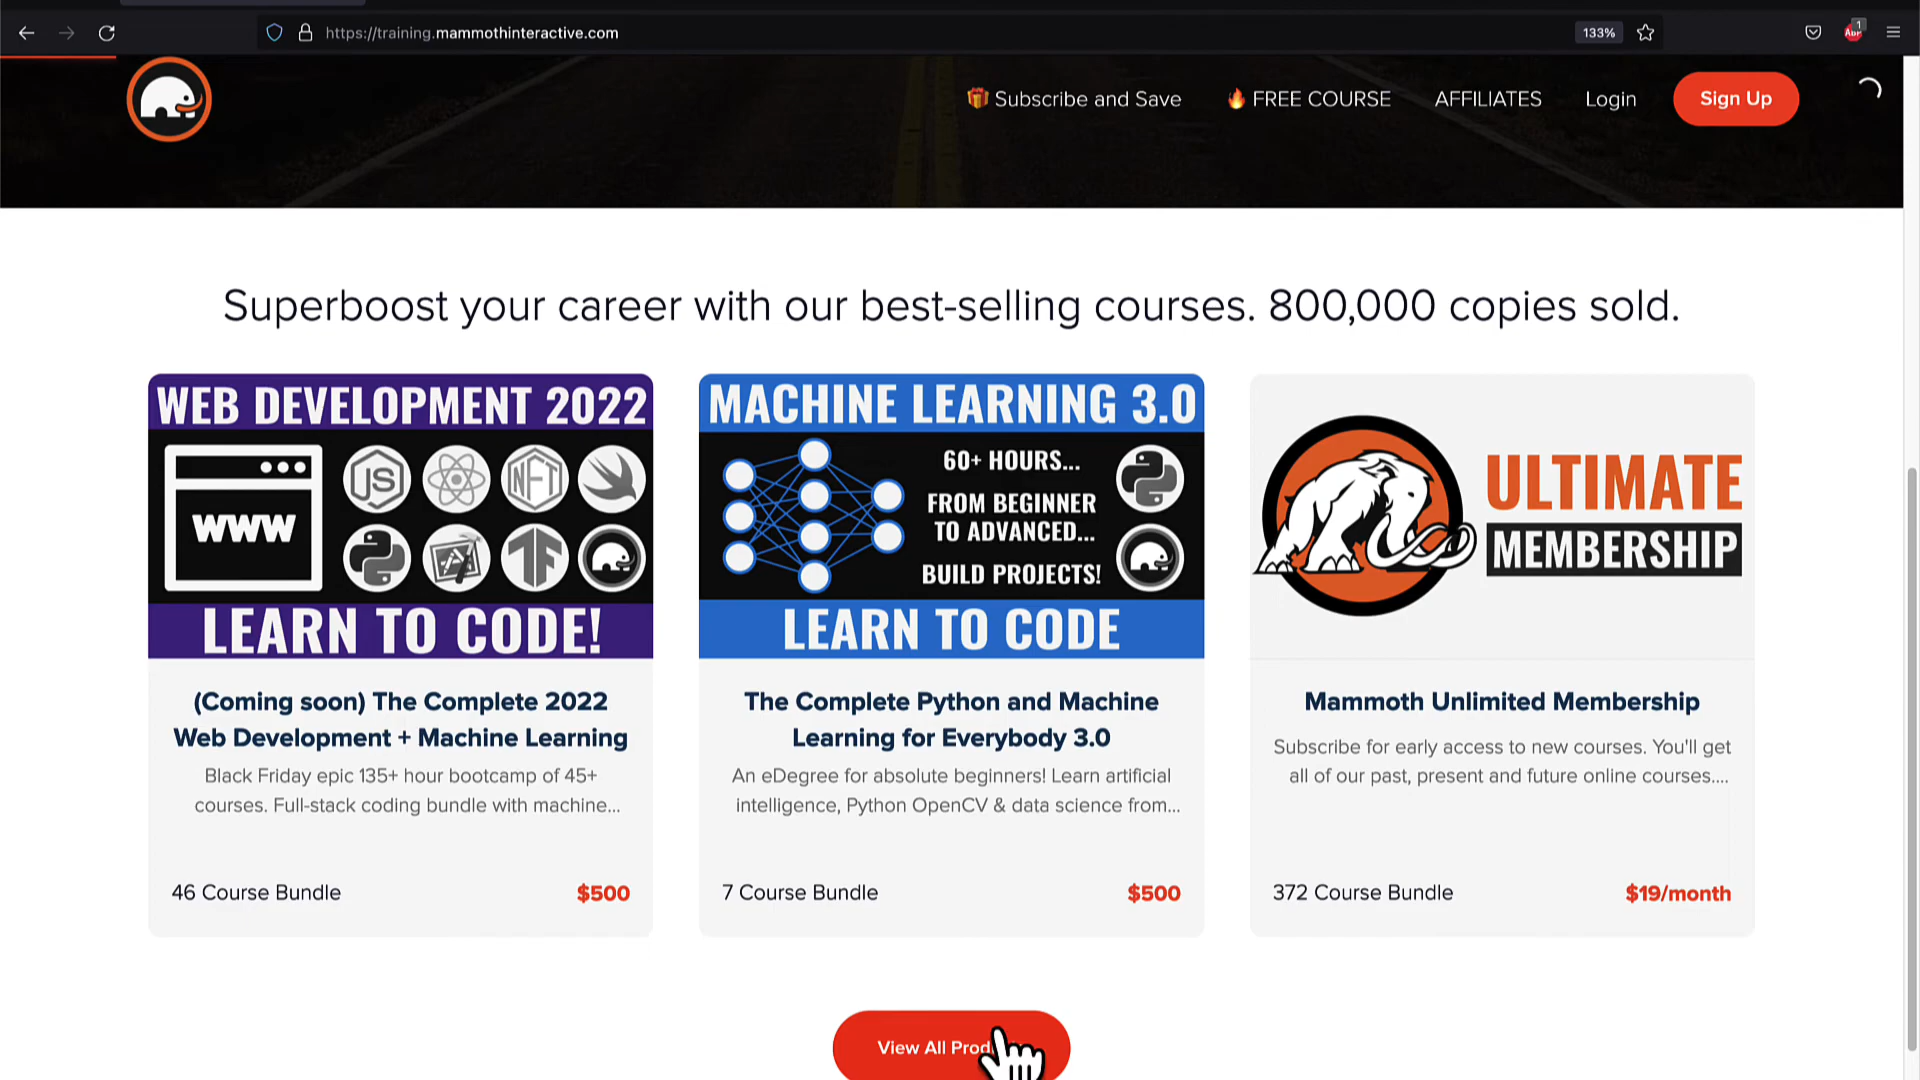 https://training.mammothinteractive.com
133%
1
ABP
🎁 Subscribe and Save
🔥 FREE COURSE
AFFILIATES
Login
Sign Up
Superboost your career with our best-selling courses. 800,000 copies sold.
WEB DEVELOPMENT 2022
WWW
JS
NFT
LEARN TO CODE!
(Coming soon) The Complete 2022
Web Development + Machine Learning
Black Friday epic 135+ hour bootcamp of 45+
courses. Full-stack coding bundle with machine...
46 Course Bundle
$500
MACHINE LEARNING 3.0
60+ HOURS...
FROM BEGINNER
TO ADVANCED...
BUILD PROJECTS!
LEARN TO CODE
The Complete Python and Machine
Learning for Everybody 3.0
An eDegree for absolute beginners! Learn artificial
intelligence, Python OpenCV & data science from...
7 Course Bundle
$500
ULTIMATE
MEMBERSHIP
Mammoth Unlimited Membership
Subscribe for early access to new courses. You'll get
all of our past, present and future online courses....
372 Course Bundle
$19/month
View All Prod